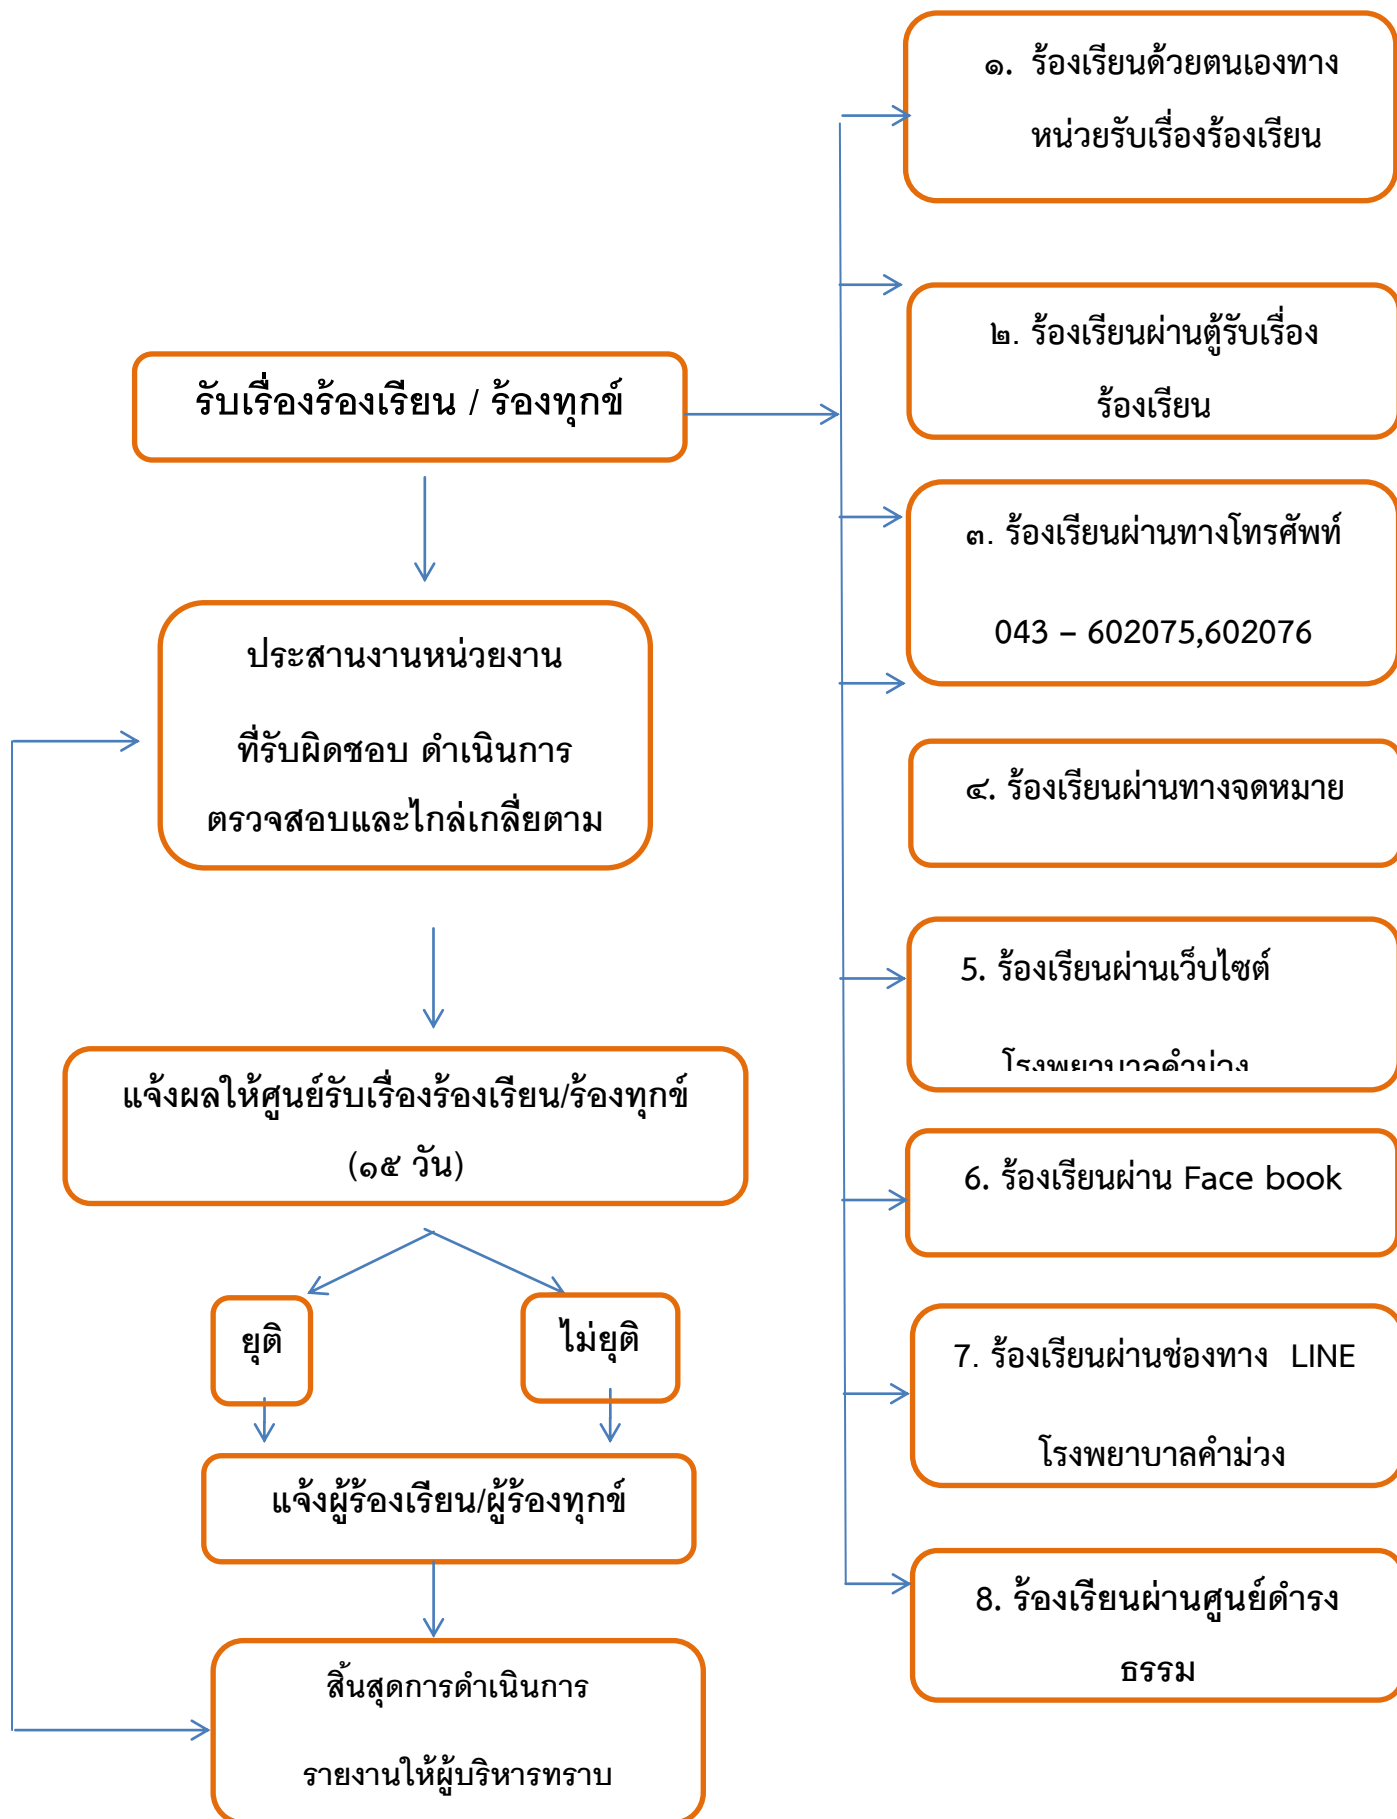 รับเรื่องร้องเรียน / ร้องทุกข์
ประสานงานหน่วยงาน
ที่รับผิดชอบ ดำเนินการ
ตรวจสอบและไกล่เกลี่ยตาม
แจ้งผลให้ศูนย์รับเรื่องร้องเรียน/ร้องทุกข์
(๑๕ วัน)
ยุติ
ไม่ยุติ
แจ้งผู้ร้องเรียน/ผู้ร้องทุกข์
สิ้นสุดการดำเนินการ
รายงานให้ผู้บริหารทราบ
๑. ร้องเรียนด้วยตนเองทาง
หน่วยรับเรื่องร้องเรียน
๒. ร้องเรียนผ่านตู้รับเรื่อง
ร้องเรียน
๓. ร้องเรียนผ่านทางโทรศัพท์
043 – 602075,602076
๔. ร้องเรียนผ่านทางจดหมาย
5. ร้องเรียนผ่านเว็บไซต์
โรงพยาบาลคำม่วง
6. ร้องเรียนผ่าน Face book
7. ร้องเรียนผ่านช่องทาง LINE
โรงพยาบาลคำม่วง
8. ร้องเรียนผ่านศูนย์ดำรง
ธรรม